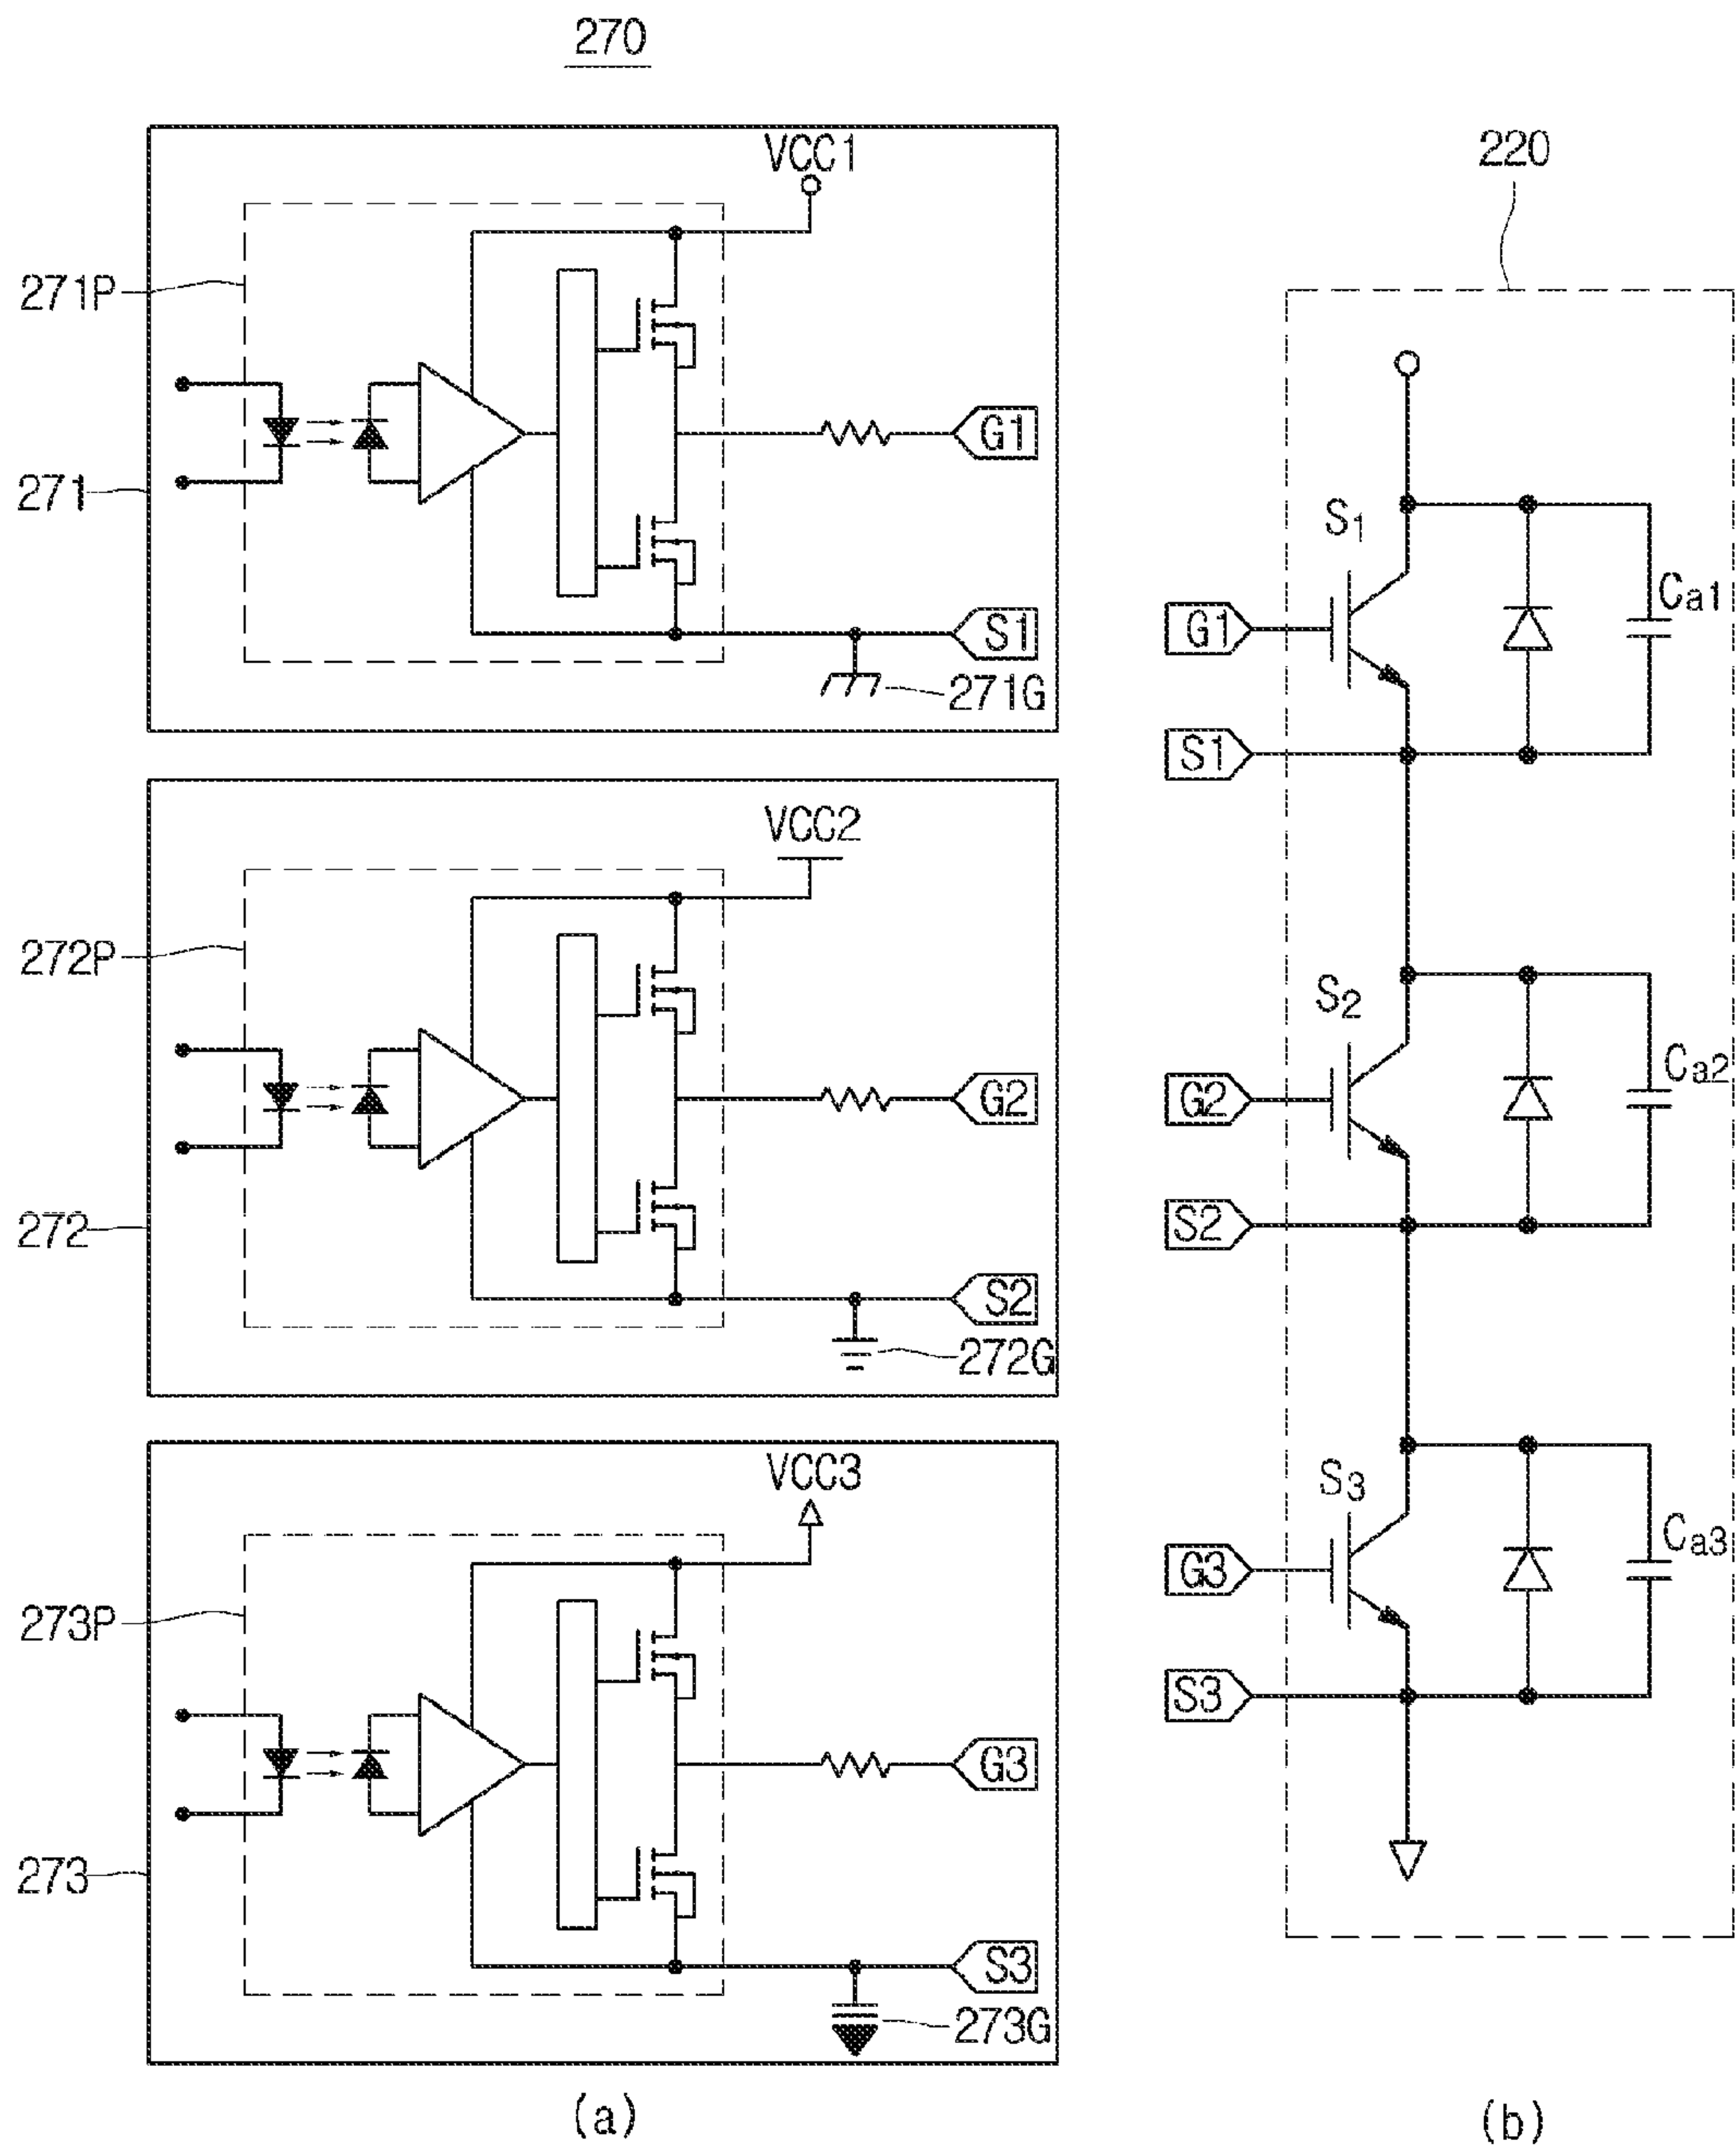 270
VCC1
271P
271
G1
S1
271G
VCC2
272P
272
G2
S2
272G
VCC3
273P
273
G3
S3
273G
(a)
220
S1
Ca1
G1
S1
S2
Ca2
G2
S2
S3
Ca3
G3
S3
(b)